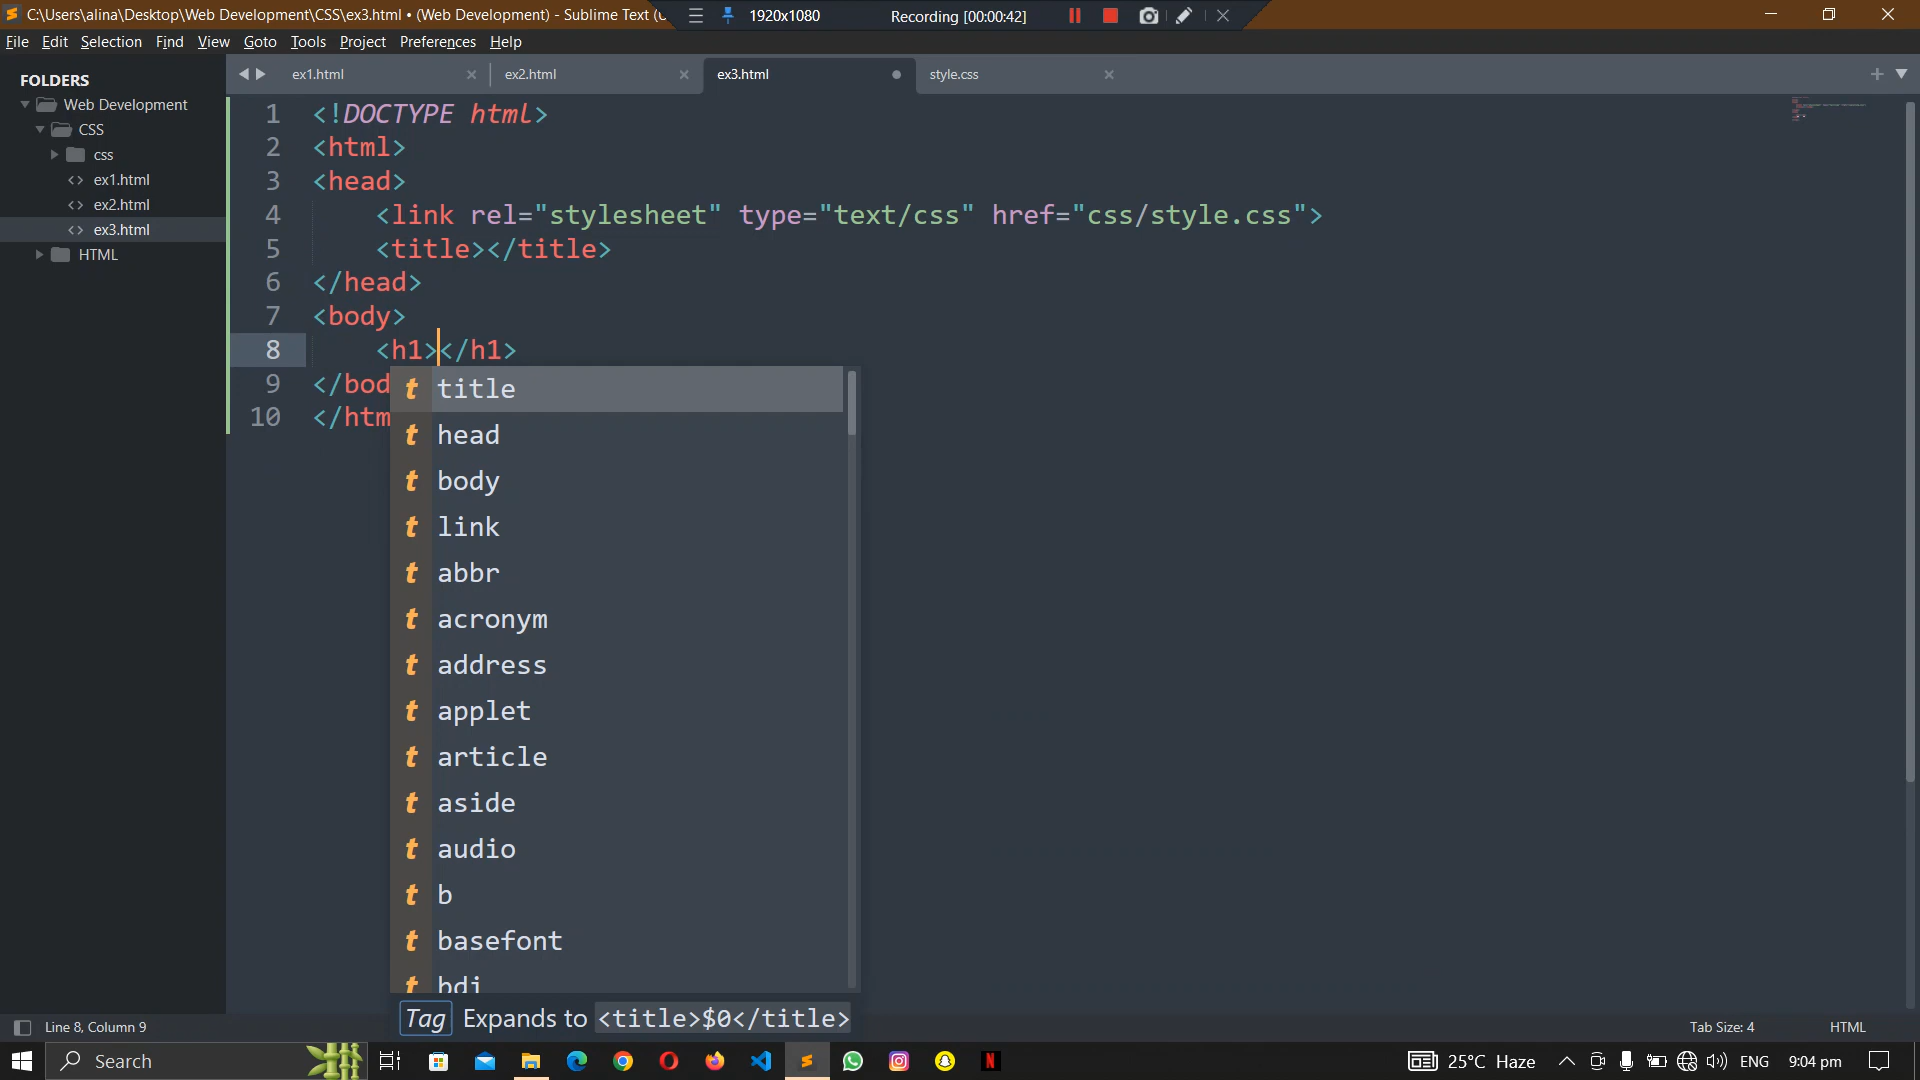 C:\Users\alina\Desktop\Web Development\CSS\ex3.html • (Web Development) - Sublime Text (
1920x1080
Recording [00:00:42]
File Edit Selection Find View Goto Tools Project Preferences Help
FOLDERS
Web Development
CSS
css
ex1.html
ex2.html
ex3.html
HTML
ex1.html ex2.html ex3.html style.css
1 <!DOCTYPE html>
2 <html>
3 <head>
4 <link rel="stylesheet" type="text/css" href="css/style.css">
5 <title></title>
6 </head>
7 <body>
8 <h1></h1>
9 </bod
10 </htm
t title
t head
t body
t link
t abbr
t acronym
t address
t applet
t article
t aside
t audio
t b
t basefont
t bdi
Tag Expands to <title>$0</title>
Line 8, Column 9
Tab Size: 4
HTML
Search
25°C Haze
ENG
9:04 pm